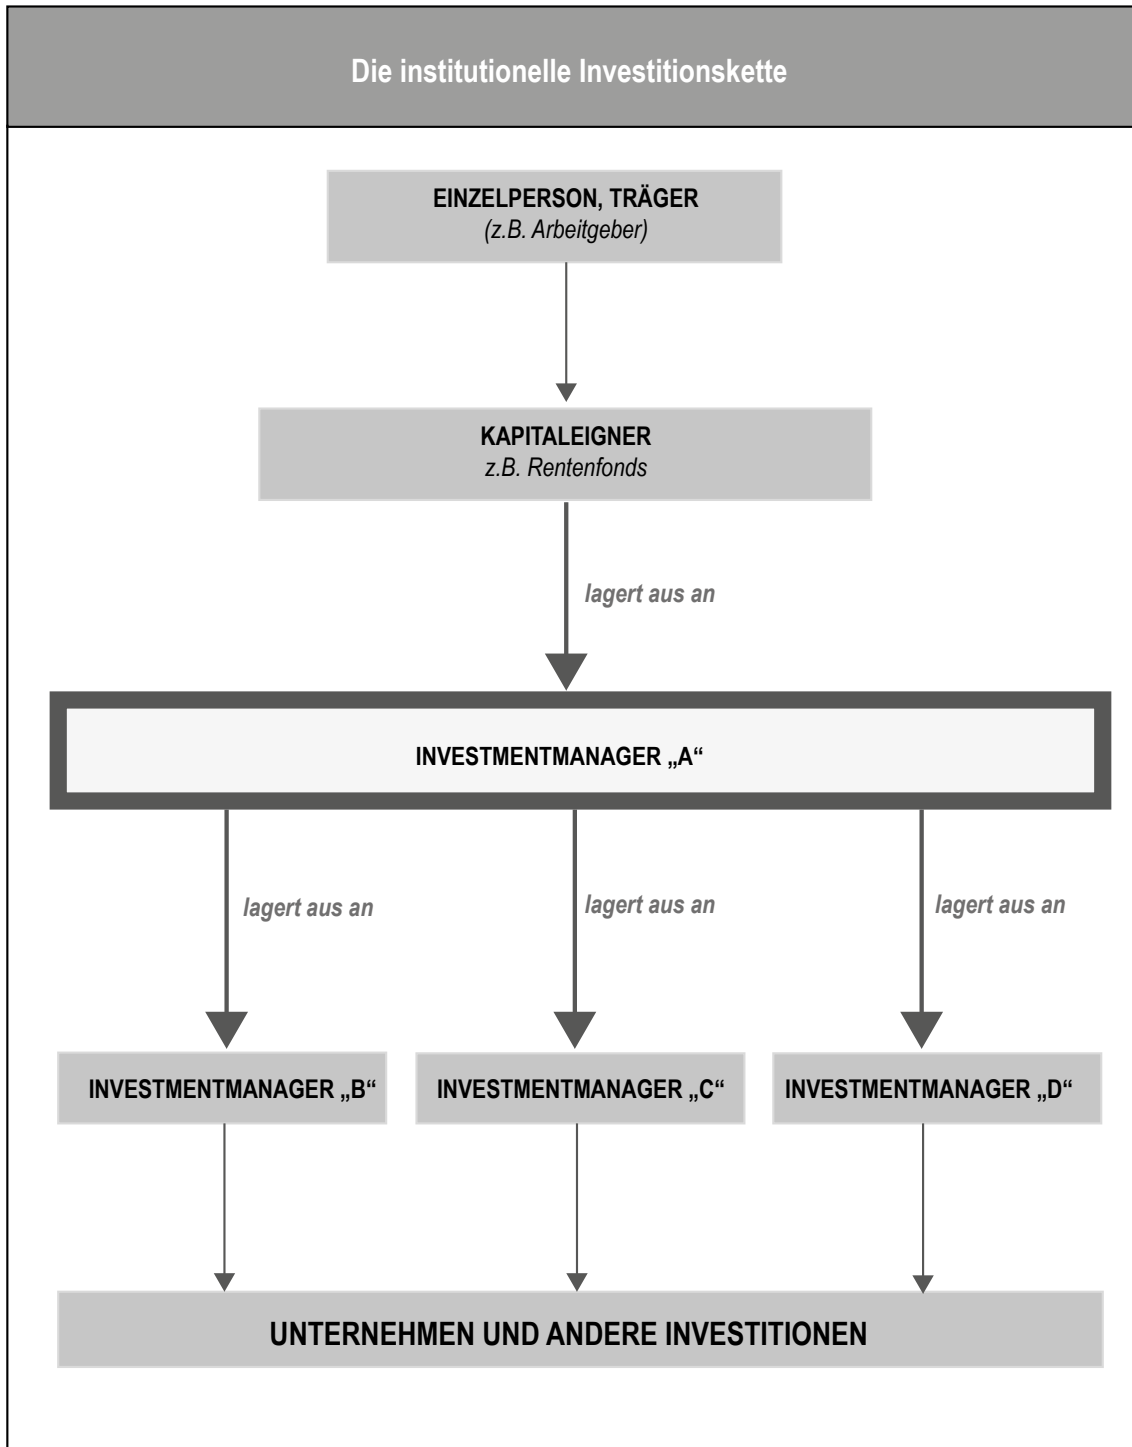 Die institutionelle Investitionskette
EINZELPERSON, TRÄGER
(z.B. Arbeitgeber)
KAPITALEIGNER
z.B. Rentenfonds
lagert aus an
INVESTMENTMANAGER „A“
lagert aus an
lagert aus an
lagert aus an
INVESTMENTMANAGER „B“
INVESTMENTMANAGER „C“
INVESTMENTMANAGER „D“
UNTERNEHMEN UND ANDERE INVESTITIONEN